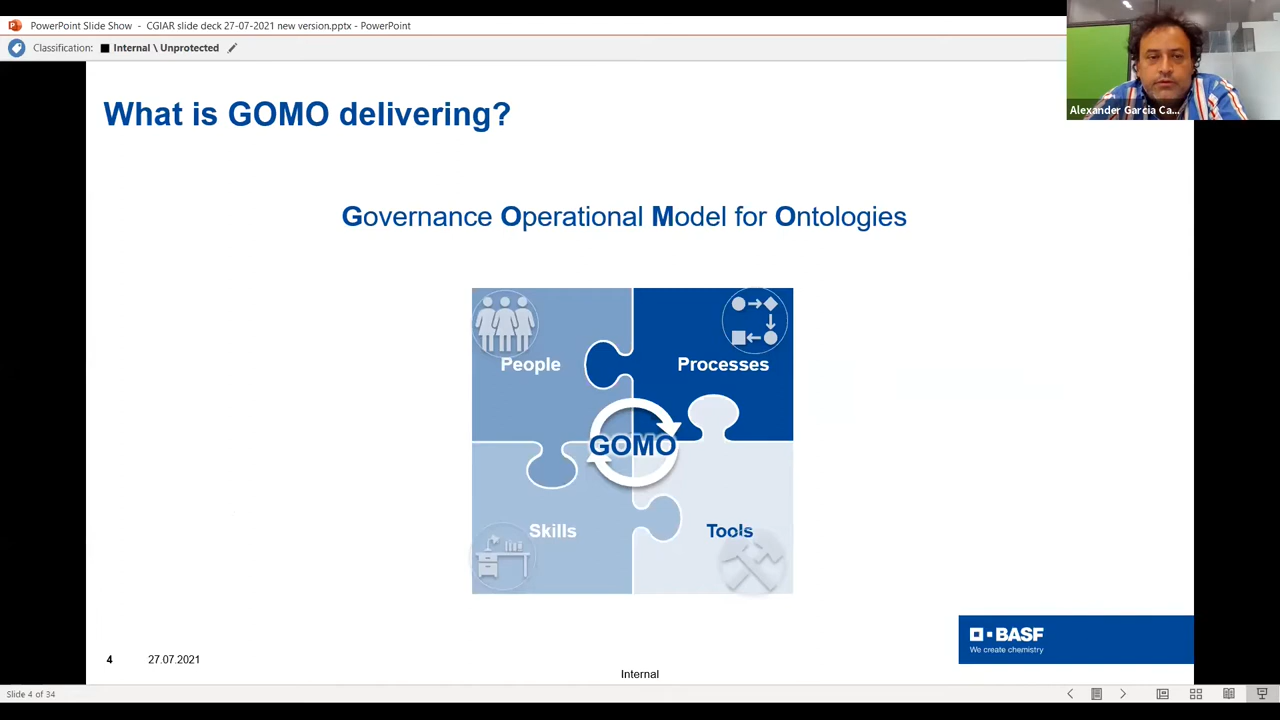 PowerPoint Slide Show - CGIAR slide deck 27-07-2021 new version.pptx - PowerPoint
Classification: Internal \ Unprotected
Alexander Garcia Ca...
What is GOMO delivering?
Governance Operational Model for Ontologies
People
Processes
GOMO
Skills
Tools
BASF
We create chemistry
4 27.07.2021
Internal
Slide 4 of 34